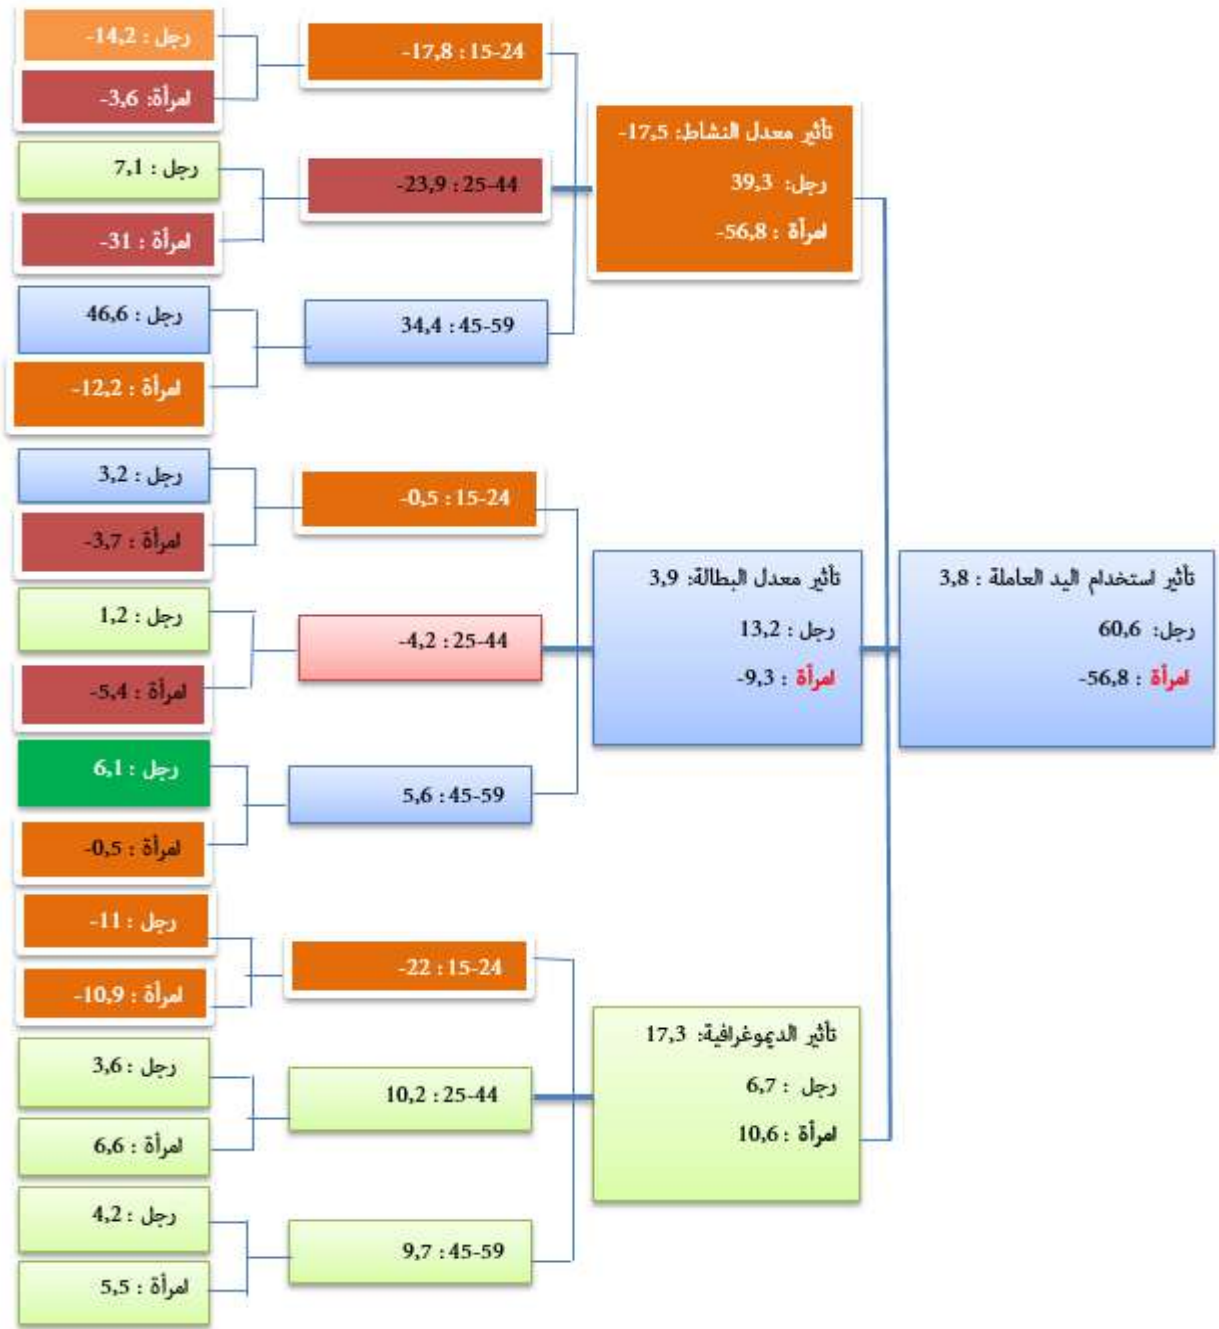 تأثير استخدام اليد العاملة : 3,8
رجل: 60,6
امرأة : 56,8-
تأثير معدل النشاط: 17,5-
رجل: 39,3
امرأة : 56,8-
15-24 : 17,8-
رجل : 14,2-
امرأة: 3,6-
25-44 : 23,9-
رجل : 7,1
امرأة : 31-
45-59 : 34,4
رجل : 46,6
امرأة : 12,2-
تأثير معدل البطالة: 3,9
رجل : 13,2
امرأة : 9,3-
15-24 : 0,5-
رجل : 3,2
امرأة : 3,7-
25-44 : 4,2-
رجل : 1,2
امرأة : 5,4-
45-59 : 5,6
رجل : 6,1
امرأة : 0,5-
تأثير الديموغرافية: 17,3
رجل : 6,7
امرأة : 10,6
15-24 : 22-
رجل : 11-
امرأة : 10,9-
25-44 : 10,2
رجل : 3,6
امرأة : 6,6
45-59 : 9,7
رجل : 4,2
امرأة : 5,5